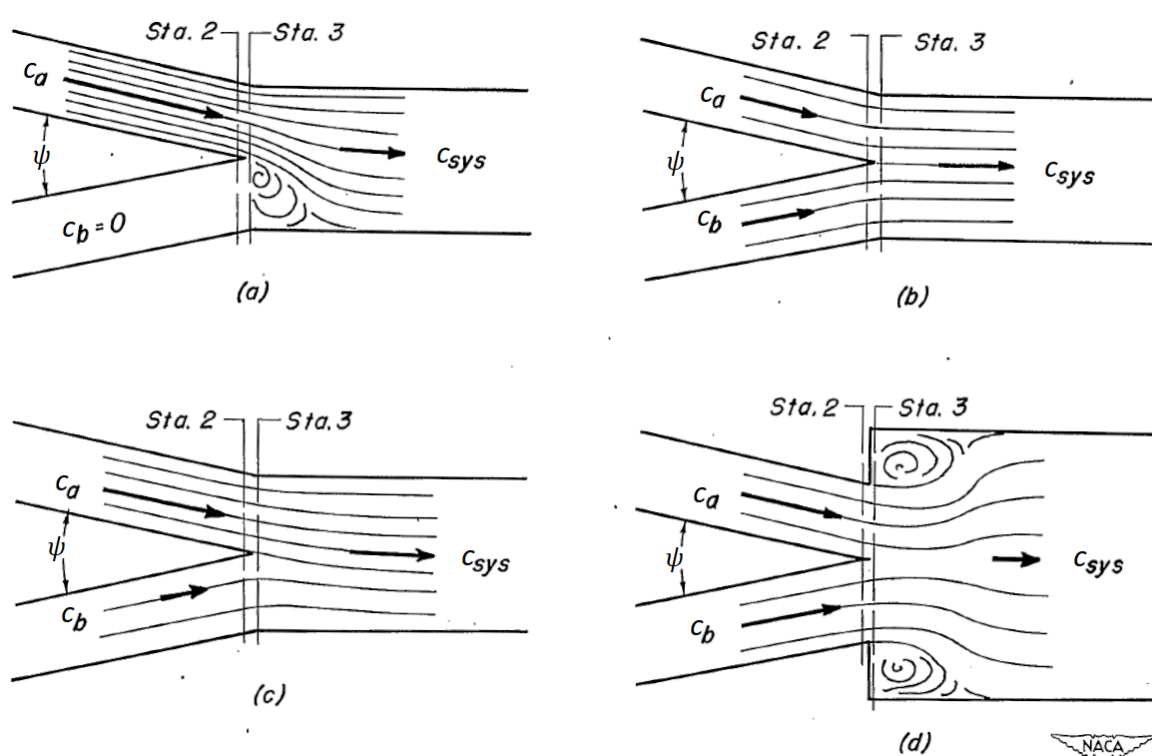 Sta. 2 Sta. 3
c_a
ψ
c_sys
c_b = 0
(a)
Sta. 2 Sta. 3
c_a
ψ
c_sys
c_b
(b)
Sta. 2 Sta. 3
c_a
ψ
c_sys
c_b
(c)
Sta. 2 Sta. 3
c_a
ψ
c_sys
c_b
(d)
NACA